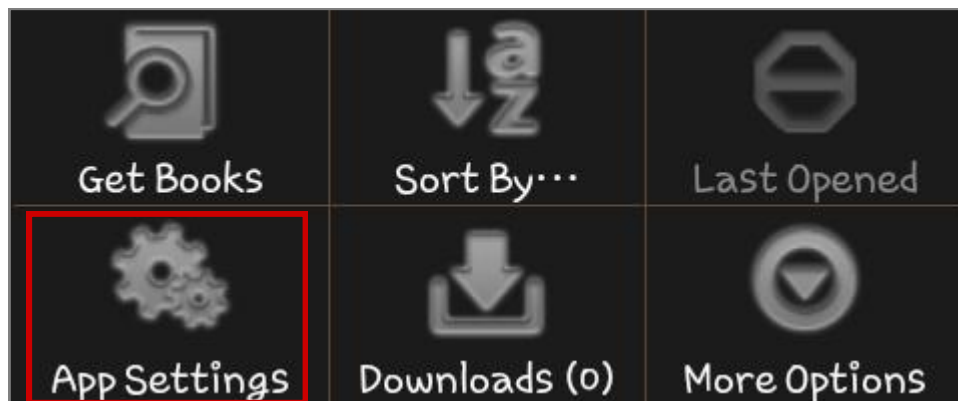 a
z
Get Books
Sort By···
Last Opened
App Settings
Downloads (0)
More Options